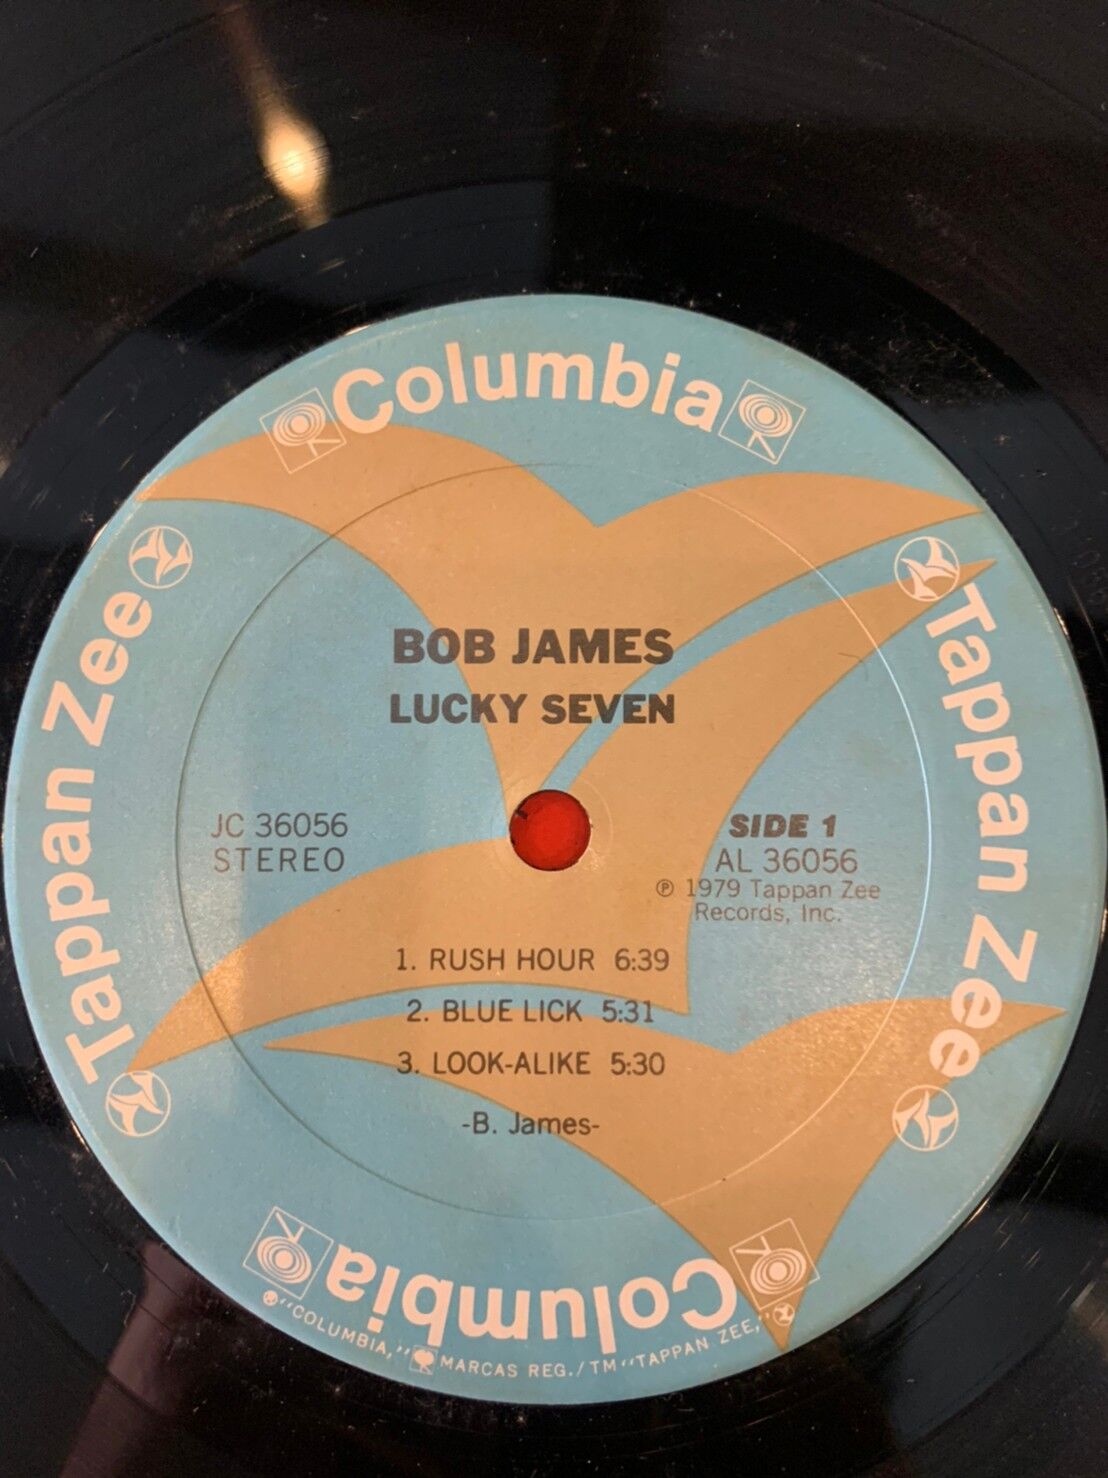 Columbia
Tappan Zee
Tappan Zee
BOB JAMES
LUCKY SEVEN
JC 36056
STEREO
SIDE 1
AL 36056
℗ 1979 Tappan Zee
Records, Inc.
1. RUSH HOUR 6:39
2. BLUE LICK 5:31
3. LOOK-ALIKE 5:30
-B. James-
Columbia
"COLUMBIA," MARCAS REG./TM "TAPPAN ZEE,"